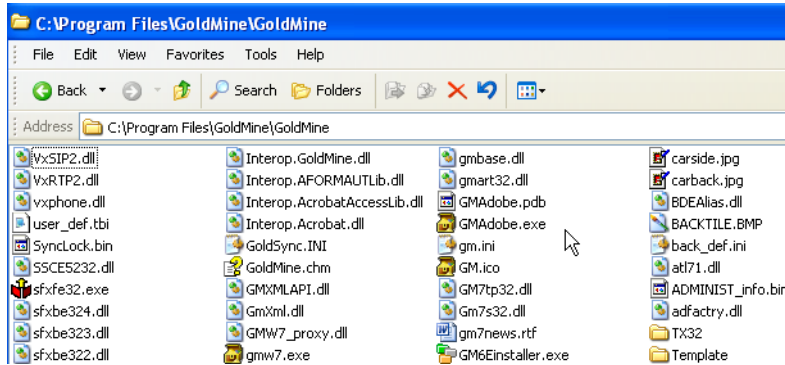 C:\Program Files\GoldMine\GoldMine
File Edit View Favorites Tools Help
Back Search Folders
Address C:\Program Files\GoldMine\GoldMine
VxSIP2.dll Interop.GoldMine.dll gmbase.dll carside.jpg
VxRTP2.dll Interop.AFORMAUTLib.dll gmart32.dll carback.jpg
vxphone.dll Interop.AcrobatAccessLib.dll GMAdobe.pdb BDEAlias.dll
user_def.tbi Interop.Acrobat.dll GMAdobe.exe BACKTILE.BMP
SyncLock.bin GoldSync.INI gm.ini back_def.ini
SSCE5232.dll GoldMine.chm GM.ico atl71.dll
sfxfe32.exe GMXMLAPI.dll GM7tp32.dll ADMINIST_info.bin
sfxbe324.dll GmXml.dll Gm7s32.dll adfactry.dll
sfxbe323.dll GMW7_proxy.dll gm7news.rtf TX32
sfxbe322.dll gmw7.exe GM6Einstaller.exe Template